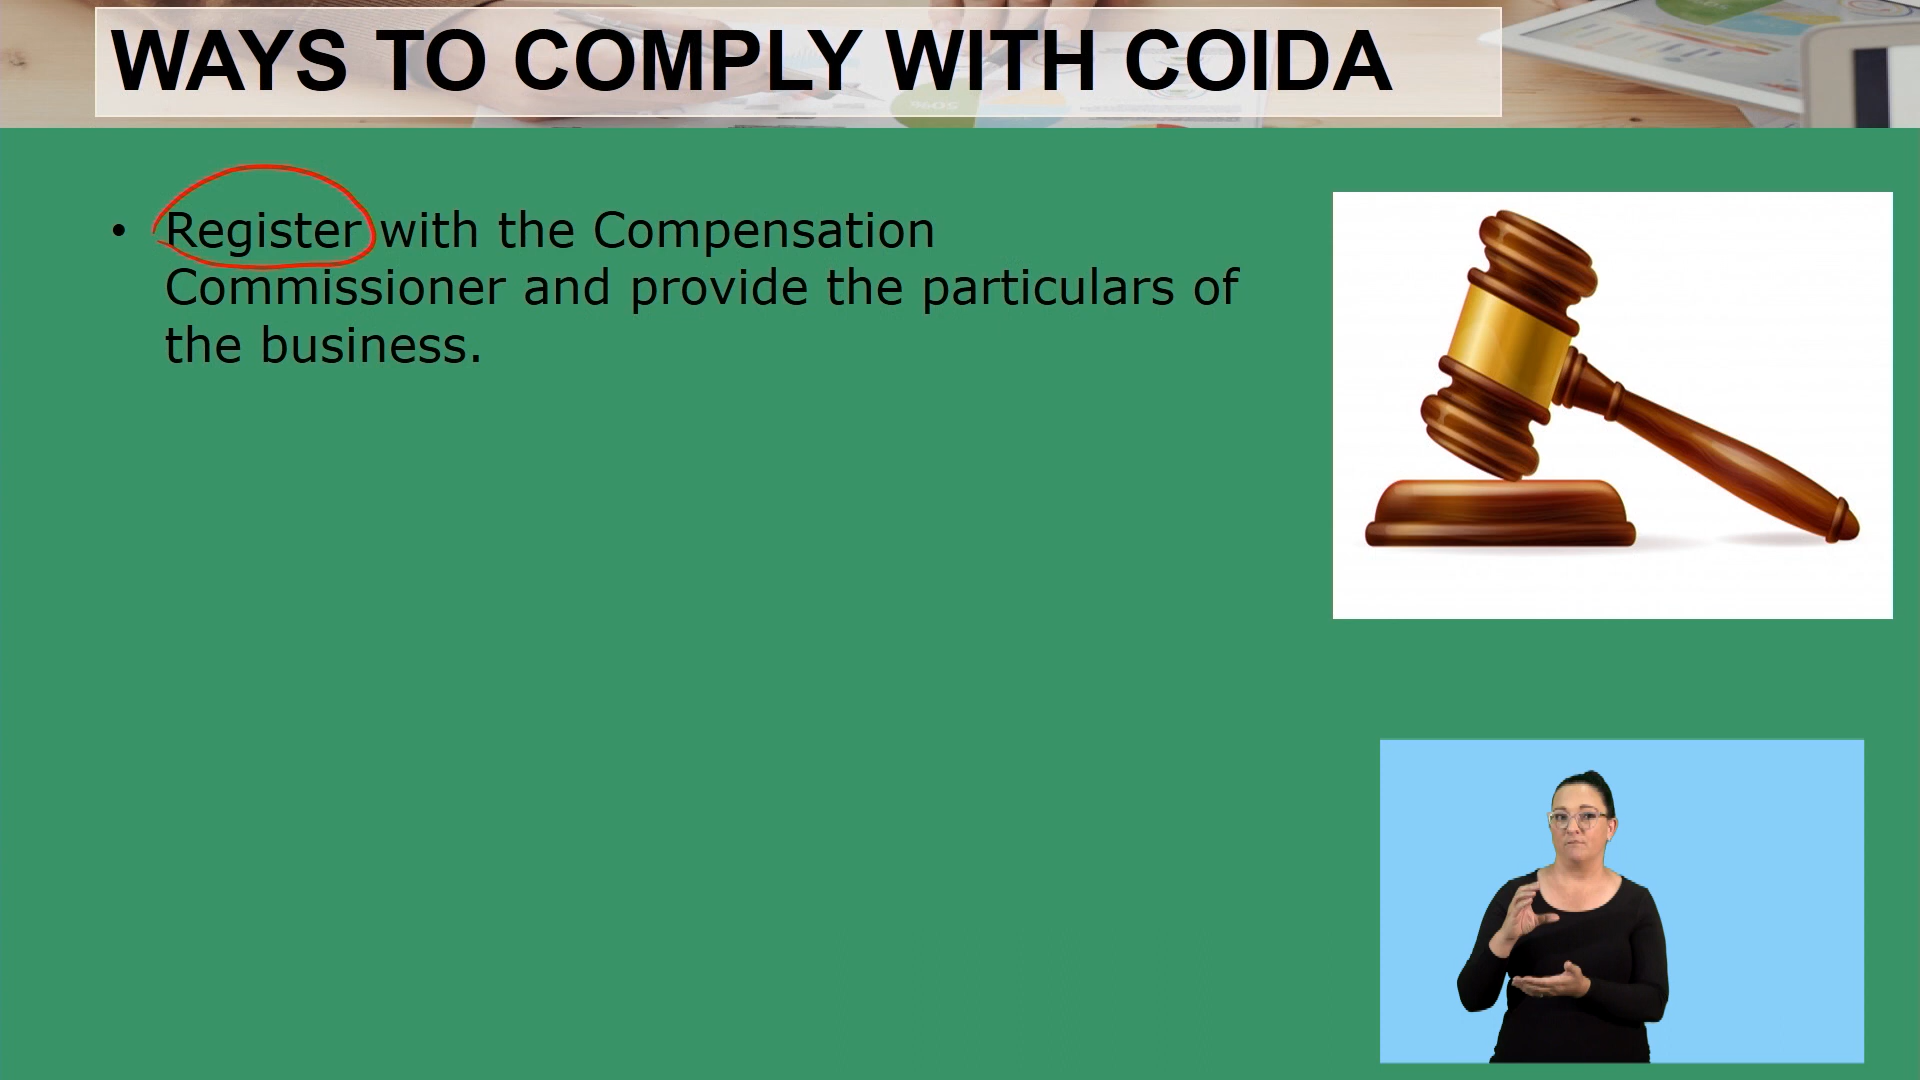 WAYS TO COMPLY WITH COIDA
• Register with the Compensation
Commissioner and provide the particulars of
the business.